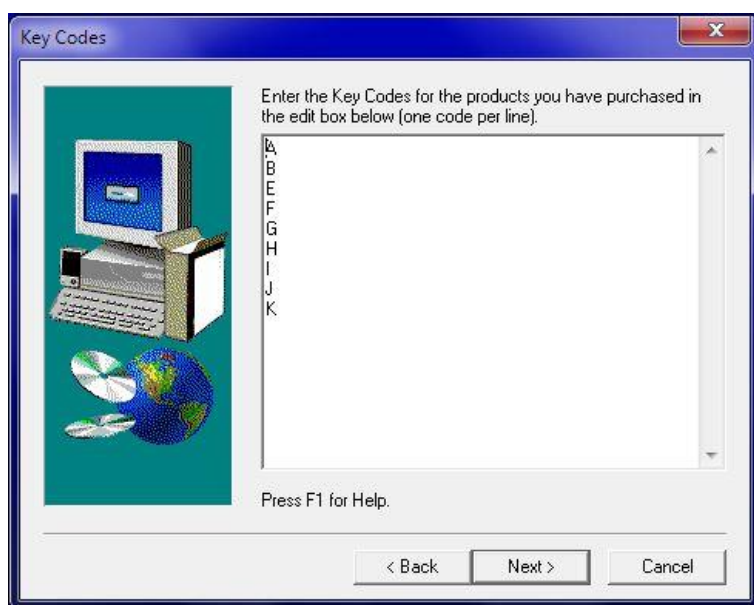 Key Codes
Enter the Key Codes for the products you have purchased in
the edit box below (one code per line).
A
B
E
F
G
H
I
J
K
Press F1 for Help.
< Back
Next >
Cancel